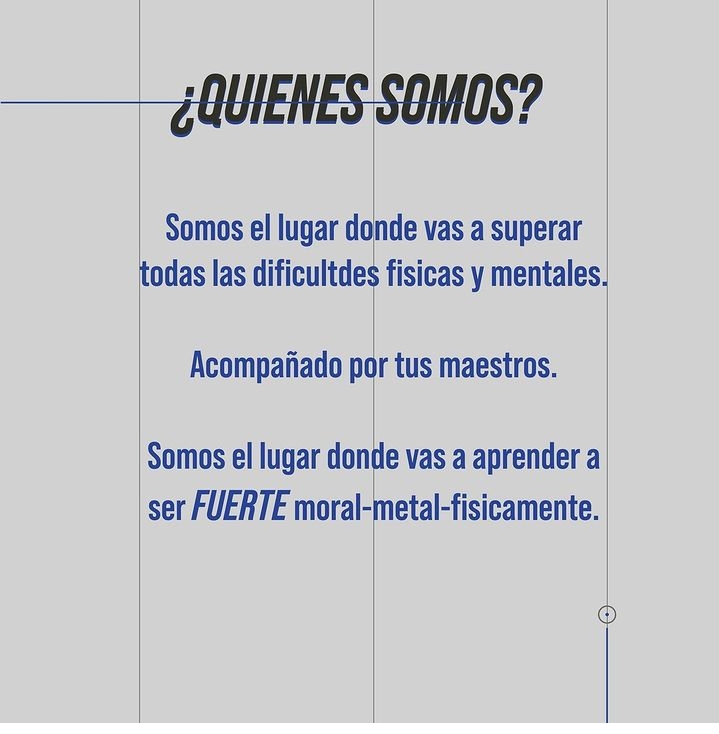 ¿QUIENES SOMOS?
Somos el lugar donde vas a superar
todas las dificultdes fisicas y mentales.
Acompañado por tus maestros.
Somos el lugar donde vas a aprender a
ser FUERTE moral-metal-fisicamente.